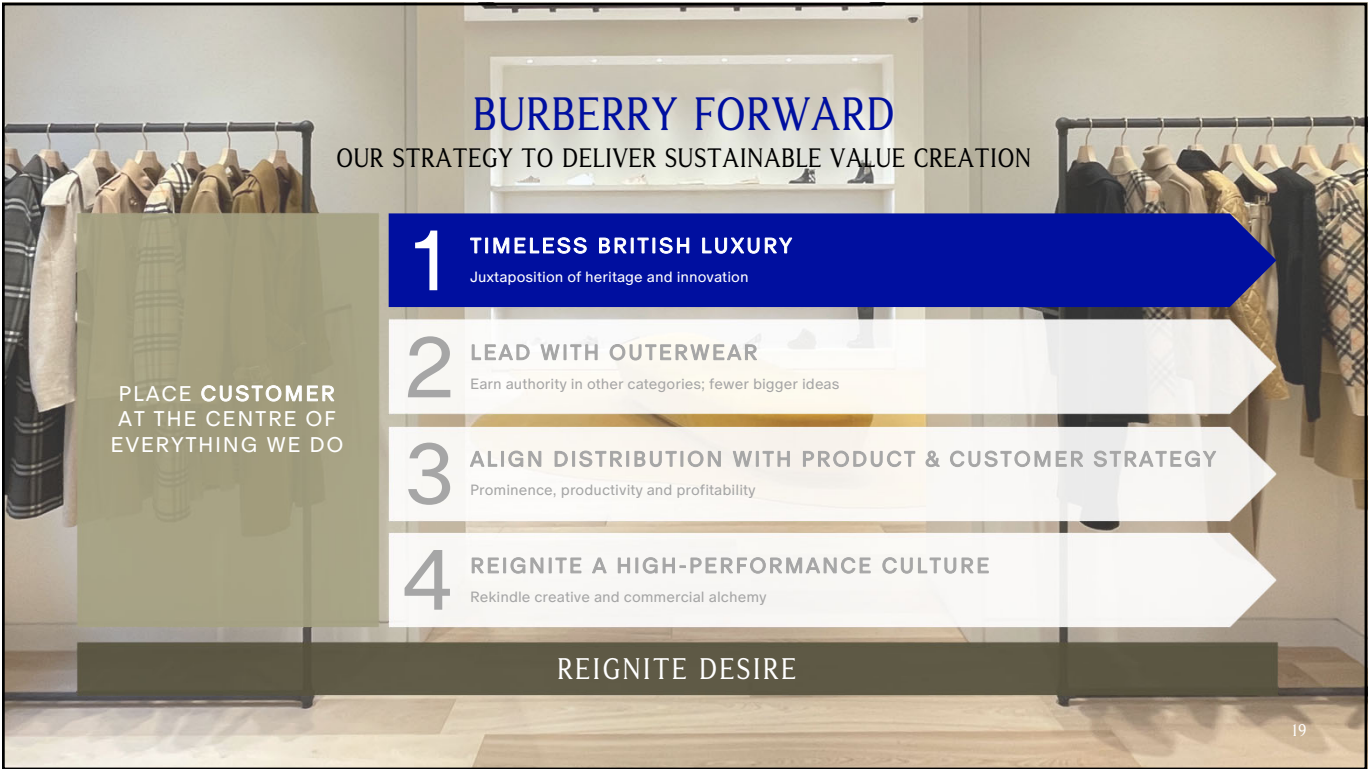 BURBERRY FORWARD
OUR STRATEGY TO DELIVER SUSTAINABLE VALUE CREATION
PLACE CUSTOMER
AT THE CENTRE OF
EVERYTHING WE DO
1
TIMELESS BRITISH LUXURY
Juxtaposition of heritage and innovation
2
LEAD WITH OUTERWEAR
Earn authority in other categories; fewer bigger ideas
3
ALIGN DISTRIBUTION WITH PRODUCT & CUSTOMER STRATEGY
Prominence, productivity and profitability
4
REIGNITE A HIGH-PERFORMANCE CULTURE
Rekindle creative and commercial alchemy
REIGNITE DESIRE
19